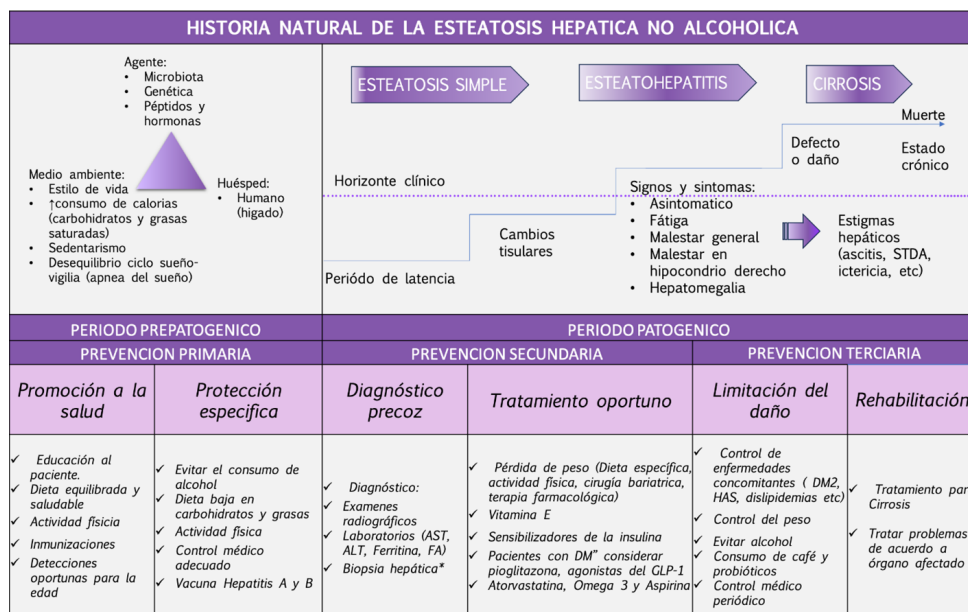 HISTORIA NATURAL DE LA ESTEATOSIS HEPATICA NO ALCOHOLICA
Agente:
• Microbiota
• Genética
• Péptidos y
hormonas
Medio ambiente:
• Estilo de vida
• ↑consumo de calorias
(carbohidratos y grasas
saturadas)
• Sedentarismo
• Desequilibrio ciclo sueño-
vigilia (apnea del sueño)
Huésped:
• Humano
(higado)
ESTEATOSIS SIMPLE
ESTEATOHEPATITIS
CIRROSIS
Muerte
Defecto
o daño
Estado
crónico
Horizonte clínico
Signos y sintomas:
• Asintomatico
• Fátiga
• Malestar general
• Malestar en
hipocondrio derecho
• Hepatomegalia
Estigmas
hepáticos
(ascitis, STDA,
ictericia, etc)
Cambios
tisulares
Periódo de latencia
PERIODO PREPATOGENICO
PERIODO PATOGENICO
PREVENCION PRIMARIA
PREVENCION SECUNDARIA
PREVENCION TERCIARIA
Promoción a la
salud
Protección
especifica
Diagnóstico
precoz
Tratamiento oportuno
Limitación del
daño
Rehabilitación
✓ Educación al
paciente.
✓ Dieta equilibrada y
saludable
✓ Actividad físicia
✓ Inmunizaciones
✓ Detecciones
oportunas para la
edad
✓ Evitar el consumo de
alcohol
✓ Dieta baja en
carbohidratos y grasas
✓ Actividad física
✓ Control médico
adecuado
✓ Vacuna Hepatitis A y B
✓ Diagnóstico:
✓ Examenes
radiográficos
✓ Laboratorios (AST,
ALT, Ferritina, FA)
✓ Biopsia hepática*
✓ Pérdida de peso (Dieta específica,
actividad física, cirugía bariatrica,
terapia farmacológica)
✓ Vitamina E
✓ Sensibilizadores de la insulina
✓ Pacientes con DM" considerar
pioglitazona, agonistas del GLP-1
✓ Atorvastatina, Omega 3 y Aspirina
✓ Control de
enfermedades
concomitantes ( DM2,
HAS, dislipidemias etc)
✓ Control del peso
✓ Evitar alcohol
✓ Consumo de café y
probióticos
✓ Control médico
periódico
✓ Tratamiento par
Cirrosis
✓ Tratar problemas
de acuerdo a
órgano afectado